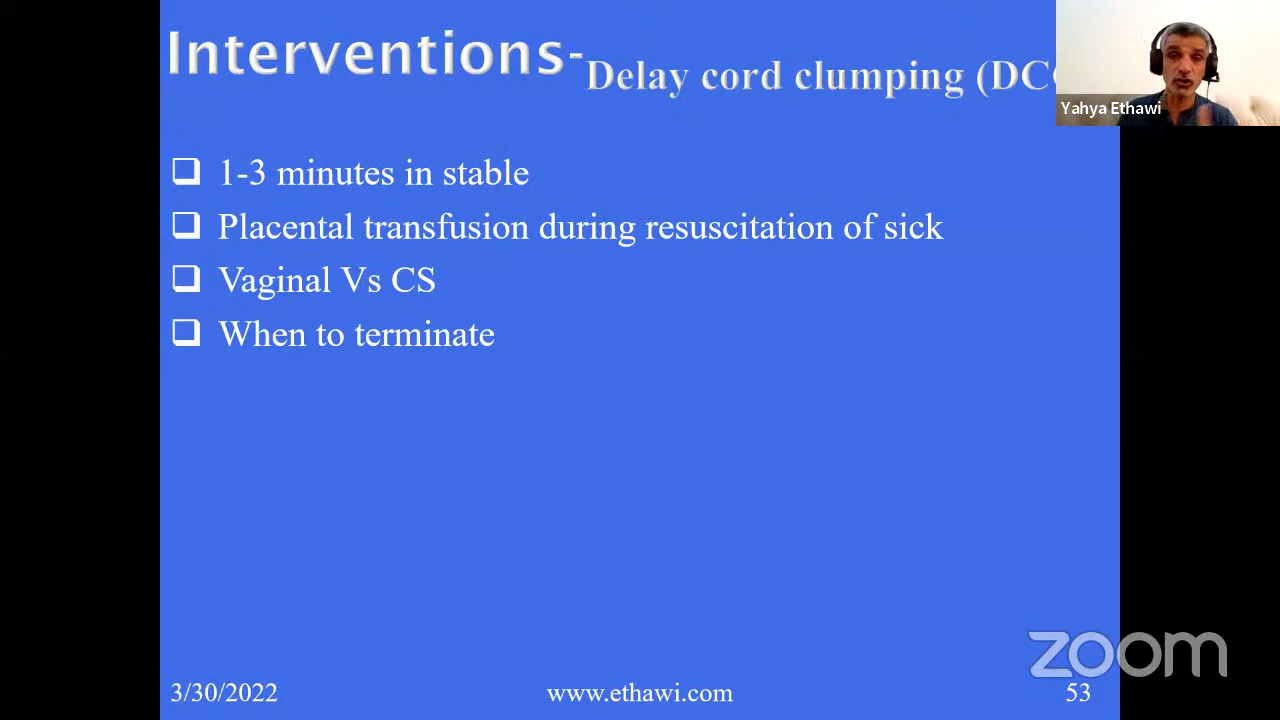 Interventions-Delay cord clumping (DC
Yahya Ethawi
❑ 1-3 minutes in stable
❑ Placental transfusion during resuscitation of sick
❑ Vaginal Vs CS
❑ When to terminate
zoom
3/30/2022 www.ethawi.com 53